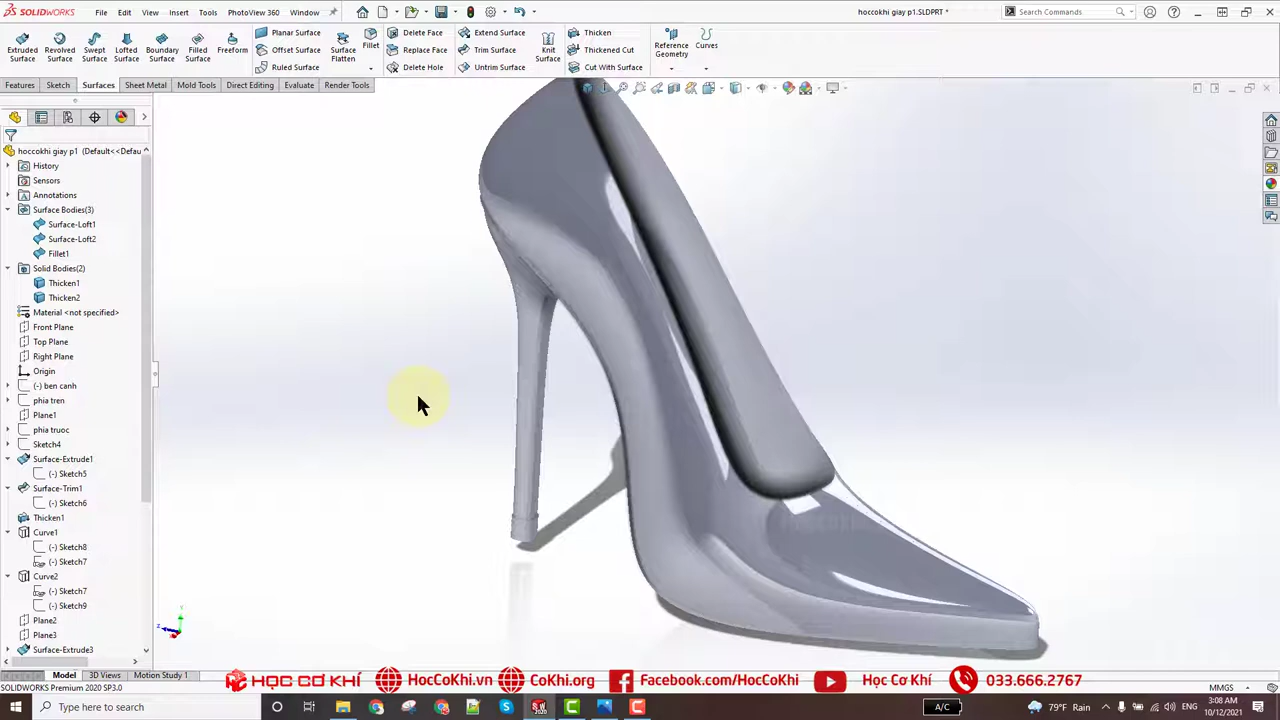 SOLIDWORKS File Edit View Insert Tools PhotoView 360 Window hoccokhi giay p1.SLDPRT * Search Commands
Extruded Surface
Revolved Surface
Swept Surface
Lofted Surface
Boundary Surface
Filled Surface
Freeform
Planar Surface
Offset Surface
Ruled Surface
Surface Flatten
Fillet
Delete Face
Replace Face
Delete Hole
Extend Surface
Trim Surface
Untrim Surface
Knit Surface
Thicken
Thickened Cut
Cut With Surface
Reference Geometry
Curves
Features Sketch Surfaces Sheet Metal Mold Tools Direct Editing Evaluate Render Tools
hoccokhi giay p1 (Default<<Defau
History
Sensors
Annotations
Surface Bodies(3)
Surface-Loft1
Surface-Loft2
Fillet1
Solid Bodies(2)
Thicken1
Thicken2
Material <not specified>
Front Plane
Top Plane
Right Plane
Origin
(-) ben canh
phia tren
Plane1
phia truoc
Sketch4
Surface-Extrude1
(-) Sketch5
Surface-Trim1
(-) Sketch6
Thicken1
Curve1
(-) Sketch8
(-) Sketch7
Curve2
(-) Sketch7
(-) Sketch9
Plane2
Plane3
Surface-Extrude3
Model 3D Views Motion Study 1
HỌC CƠ KHÍ HocCoKhi.vn CoKhi.org Facebook.com/HocCoKhi Học Cơ Khí 033.666.2767
SOLIDWORKS Premium 2020 SP3.0
MMGS
Type here to search
A/C
79°F Rain
ENG
3:08 AM
10/12/2021